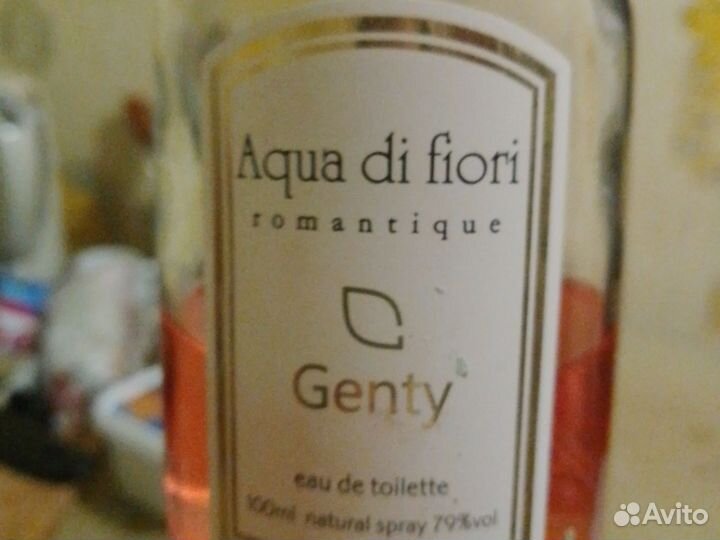 Aqua di fiori
romantique
Genty
eau de toilette
100ml natural spray 79%vol
Avito